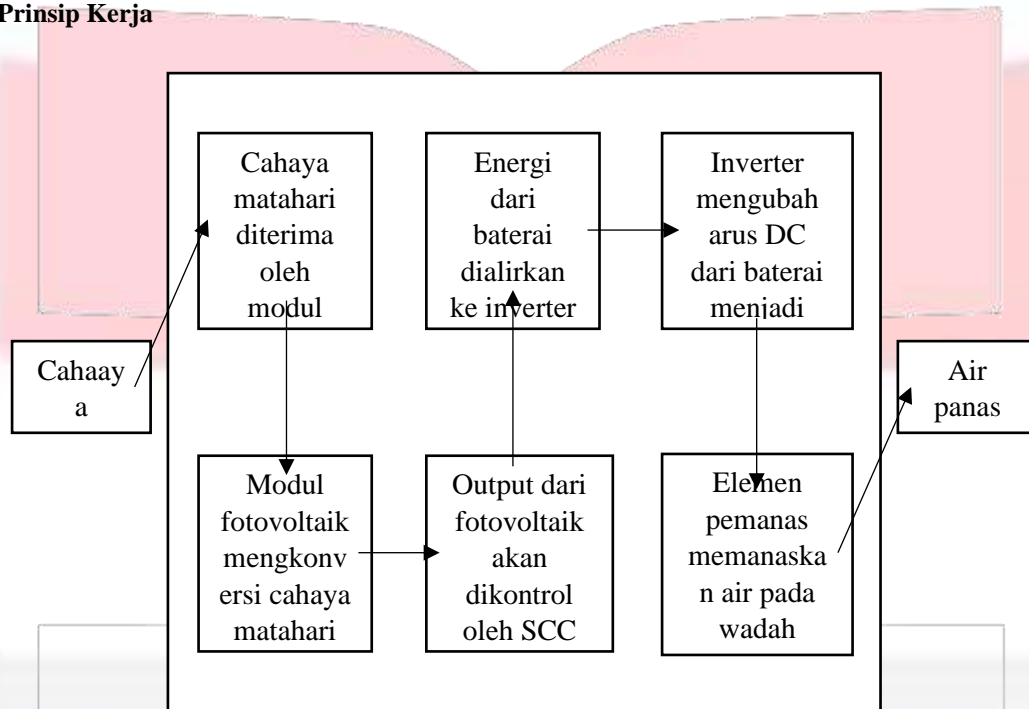 Prinsip Kerja
Cahaya
matahari
diterima
oleh
modul
Energi
dari
baterai
dialirkan
ke inverter
Inverter
mengubah
arus DC
dari baterai
menjadi
Cahaay
a
Air
panas
Modul
fotovoltaik
mengkonv
ersi cahaya
matahari
Output dari
fotovoltaik
akan
dikontrol
oleh SCC
Elemen
pemanas
memanaska
n air pada
wadah